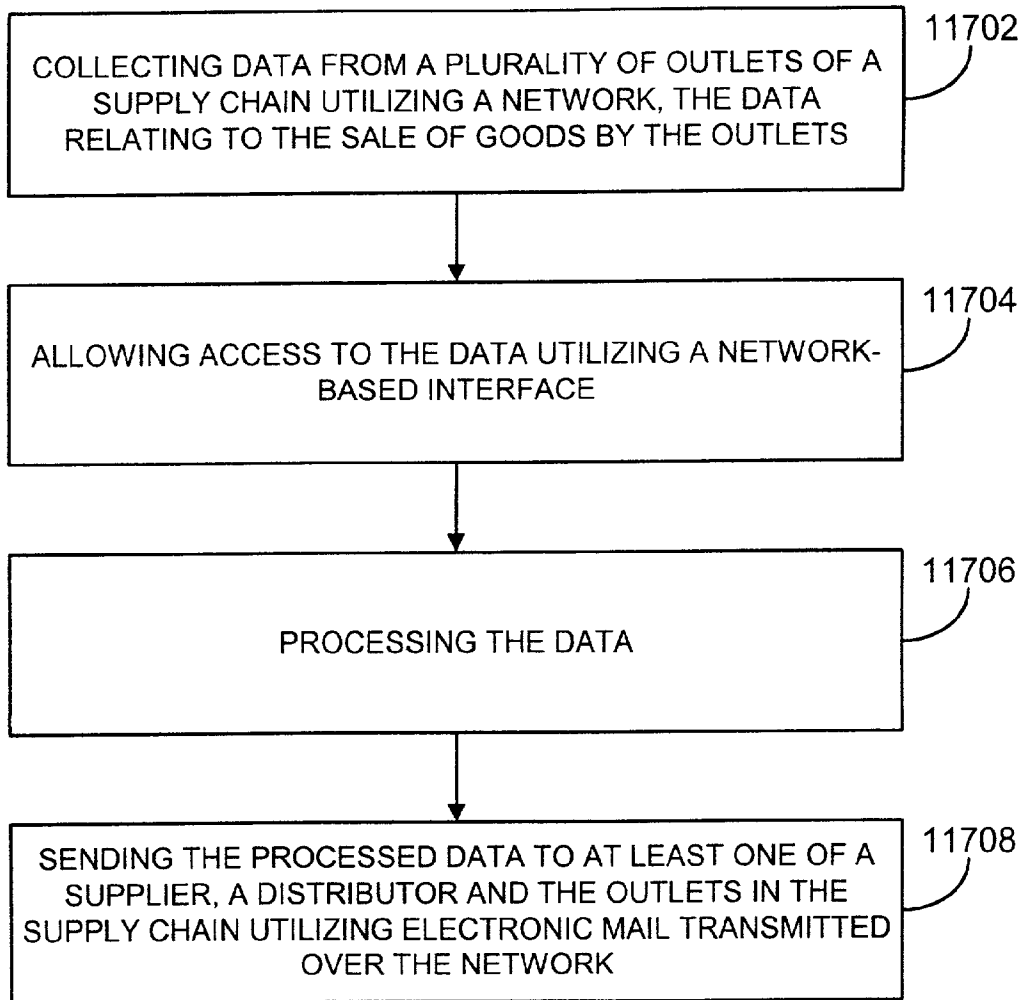 11702
COLLECTING DATA FROM A PLURALITY OF OUTLETS OF A
SUPPLY CHAIN UTILIZING A NETWORK, THE DATA
RELATING TO THE SALE OF GOODS BY THE OUTLETS
11704
ALLOWING ACCESS TO THE DATA UTILIZING A NETWORK-
BASED INTERFACE
11706
PROCESSING THE DATA
11708
SENDING THE PROCESSED DATA TO AT LEAST ONE OF A
SUPPLIER, A DISTRIBUTOR AND THE OUTLETS IN THE
SUPPLY CHAIN UTILIZING ELECTRONIC MAIL TRANSMITTED
OVER THE NETWORK